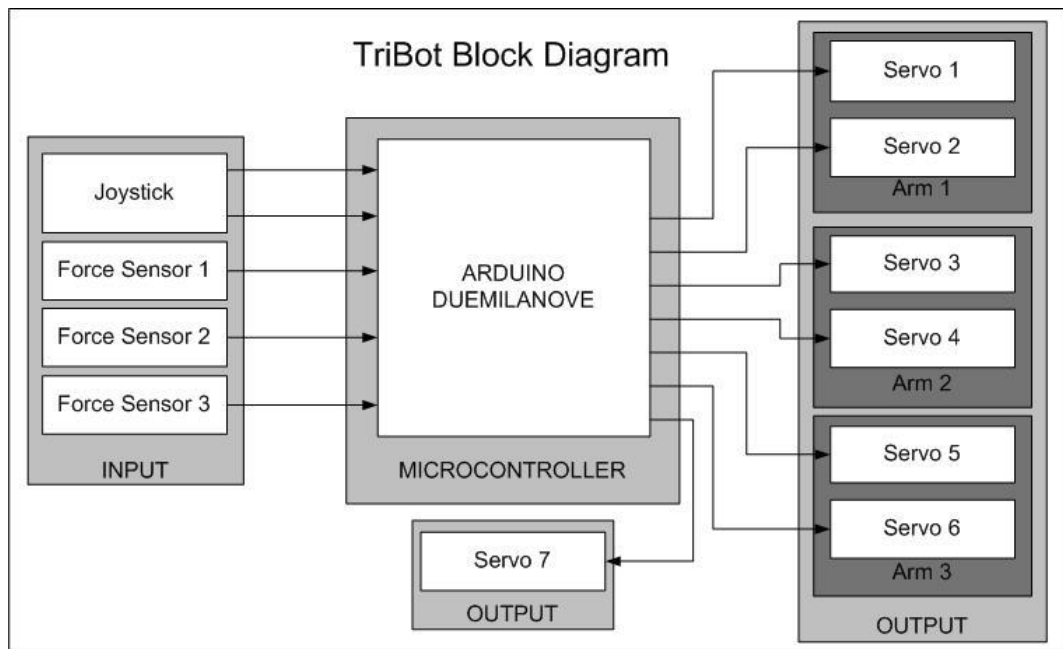 TriBot Block Diagram
Joystick
Force Sensor 1
Force Sensor 2
Force Sensor 3
INPUT
ARDUINO
DUEMILANOVE
MICROCONTROLLER
Servo 7
OUTPUT
Servo 1
Servo 2
Arm 1
Servo 3
Servo 4
Arm 2
Servo 5
Servo 6
Arm 3
OUTPUT